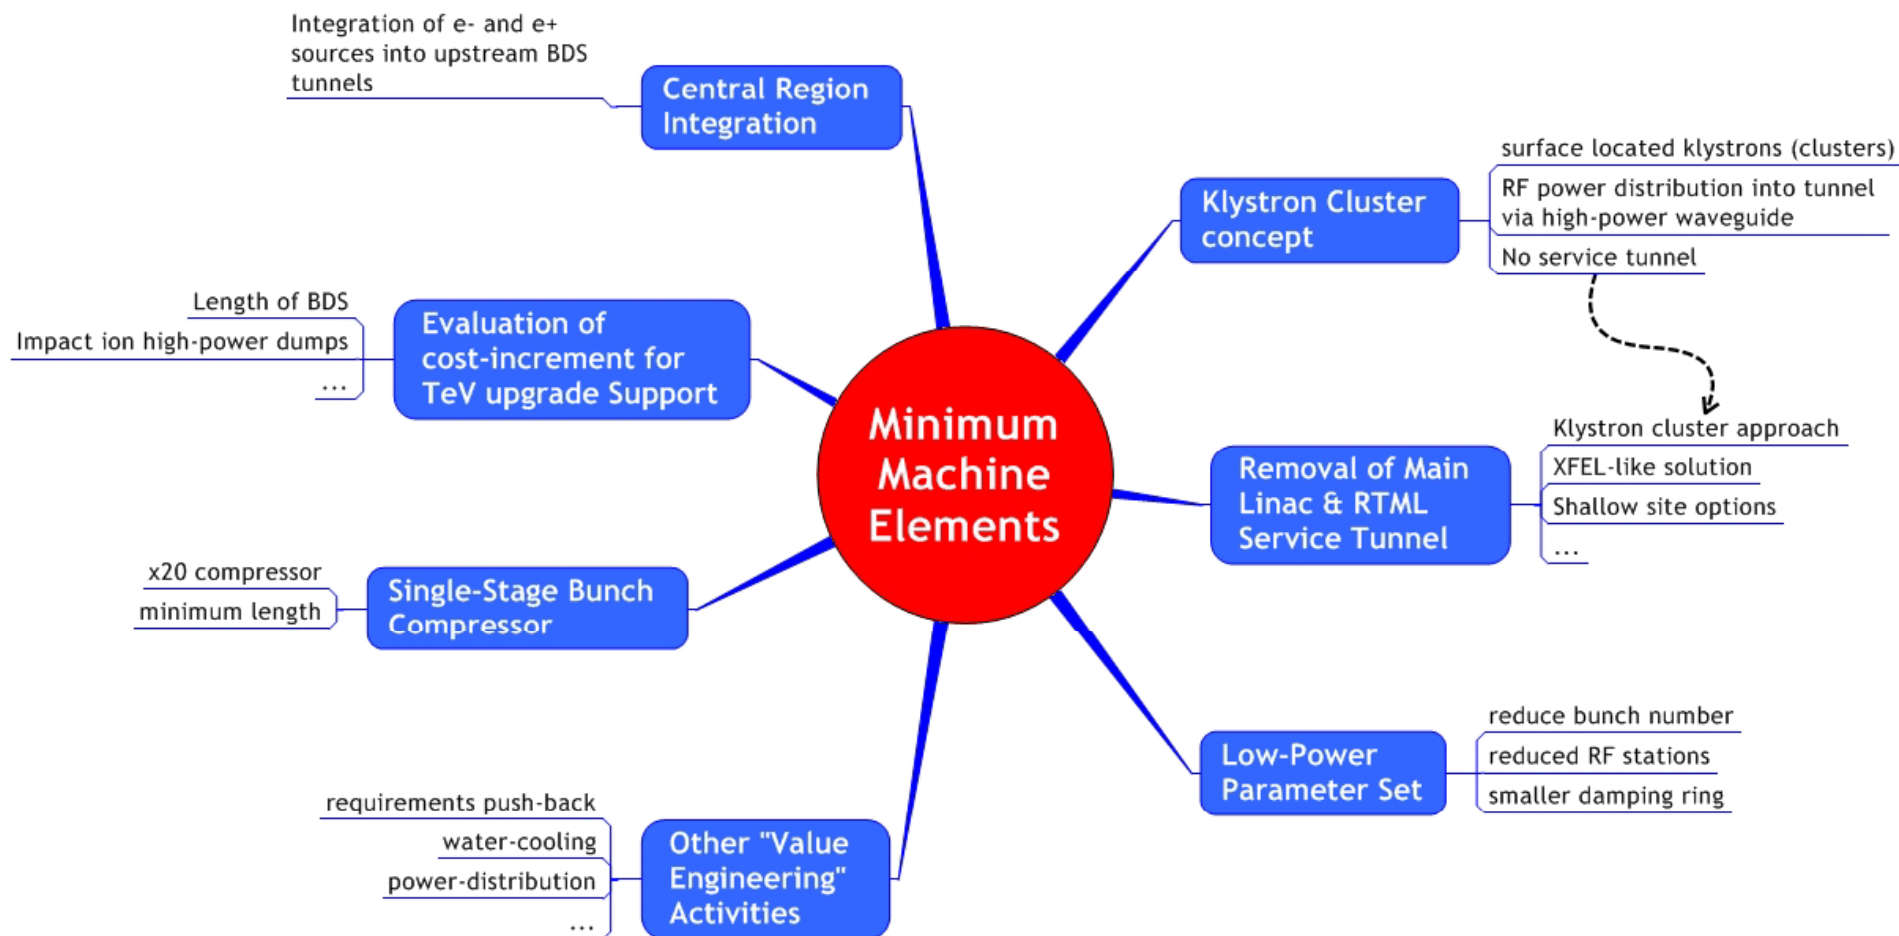 Integration of e- and e+
sources into upstream BDS
tunnels
Central Region
Integration
surface located klystrons (clusters)
RF power distribution into tunnel
via high-power waveguide
No service tunnel
Klystron Cluster
concept
Length of BDS
Impact ion high-power dumps
...
Evaluation of
cost-increment for
TeV upgrade Support
Minimum
Machine
Elements
Klystron cluster approach
XFEL-like solution
Shallow site options
...
Removal of Main
Linac & RTML
Service Tunnel
x20 compressor
minimum length
Single-Stage Bunch
Compressor
reduce bunch number
reduced RF stations
smaller damping ring
Low-Power
Parameter Set
requirements push-back
water-cooling
power-distribution
...
Other "Value
Engineering"
Activities